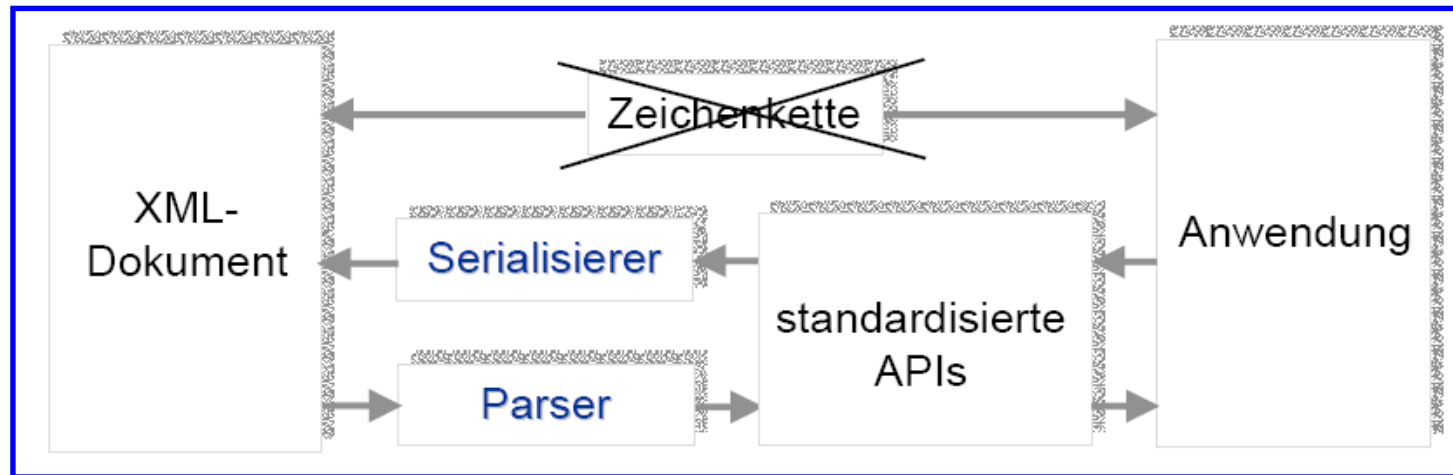 Zeichenkette
XML-
Dokument
Serialisierer
Parser
standardisierte
APIs
Anwendung